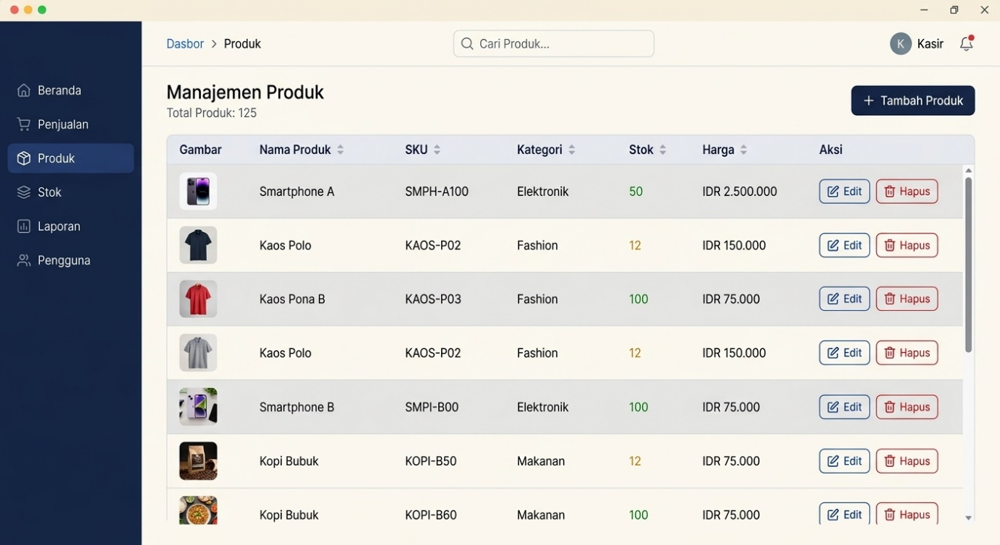 Dasbor > Produk
Cari Produk...
K Kasir
Beranda
Penjualan
Produk
Stok
Laporan
Pengguna
Manajemen Produk
Total Produk: 125
+ Tambah Produk
Gambar Nama Produk SKU Kategori Stok Harga Aksi
Smartphone A SMPH-A100 Elektronik 50 IDR 2.500.000 Edit Hapus
Kaos Polo KAOS-P02 Fashion 12 IDR 150.000 Edit Hapus
Kaos Pona B KAOS-P03 Fashion 100 IDR 75.000 Edit Hapus
Kaos Polo KAOS-P02 Fashion 12 IDR 150.000 Edit Hapus
Smartphone B SMPI-B00 Elektronik 100 IDR 75.000 Edit Hapus
Kopi Bubuk KOPI-B50 Makanan 12 IDR 75.000 Edit Hapus
Kopi Bubuk KOPI-B60 Makanan 100 IDR 75.000 Edit Hapus